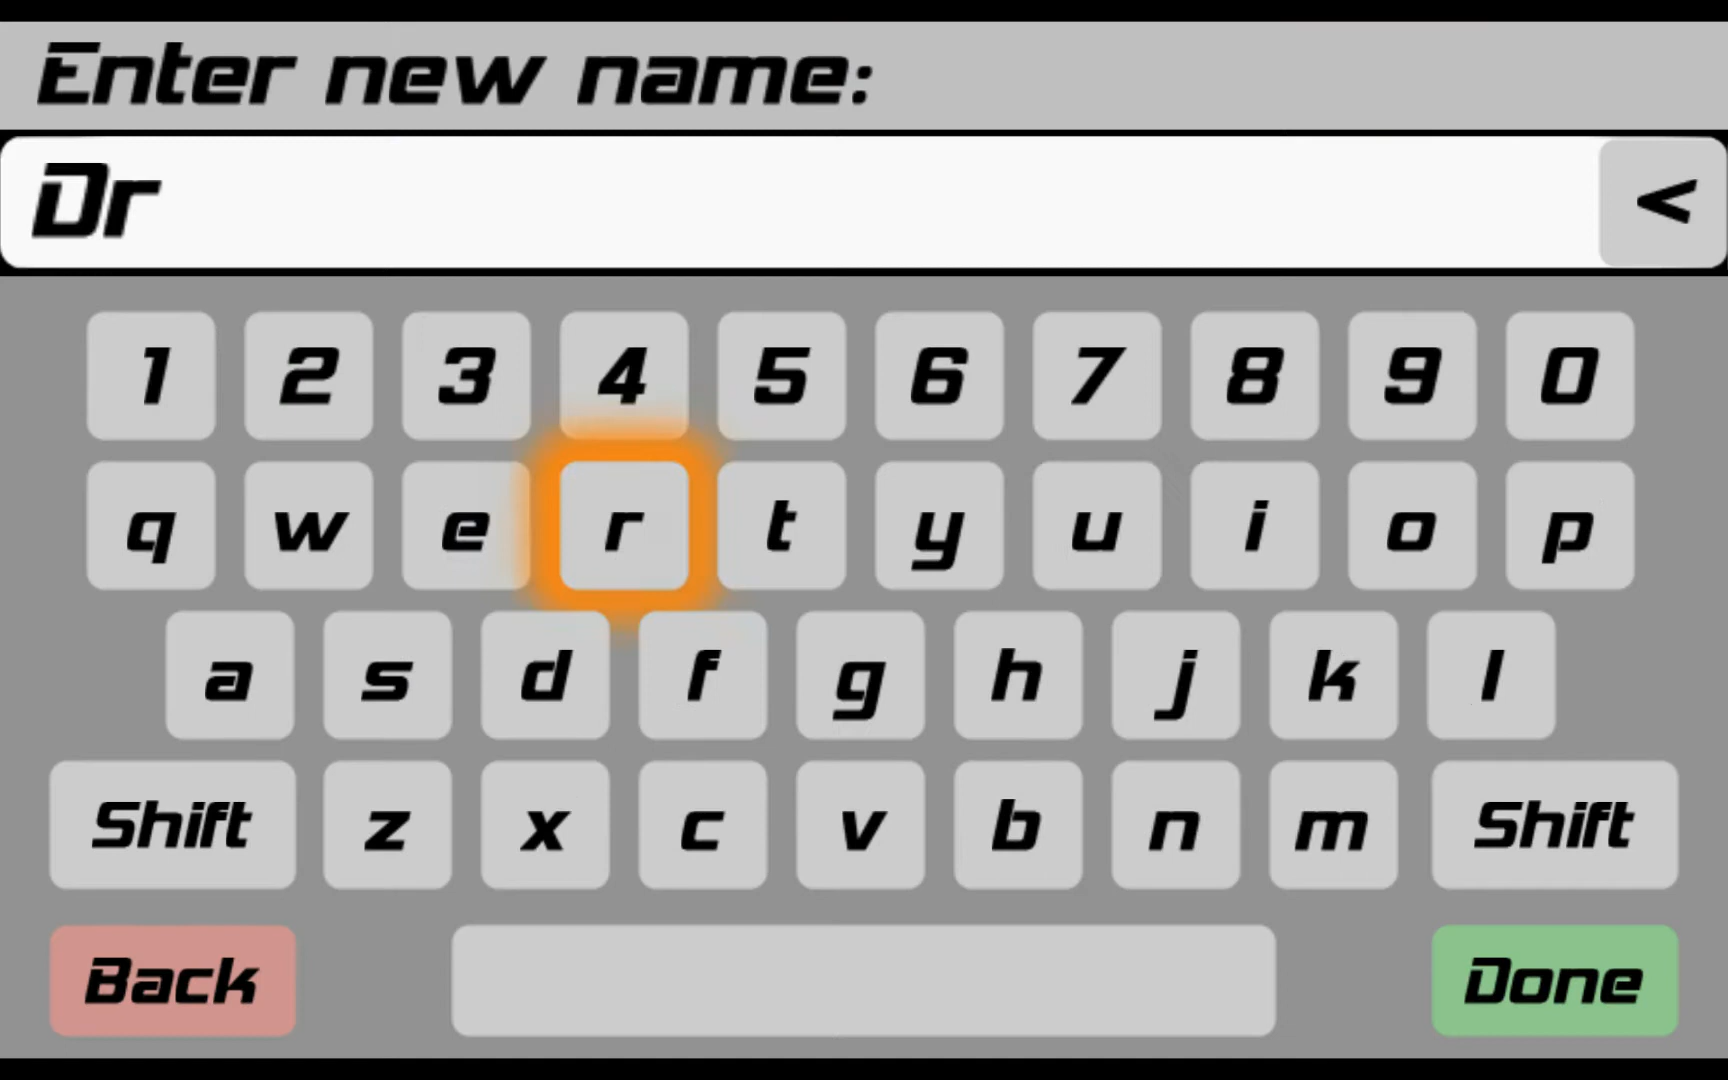 Enter new name:
Dr <
1 2 3 4 5 6 7 8 9 0
q w e r t y u i o p
a s d f g h j k l
Shift z x c v b n m Shift
Back Done